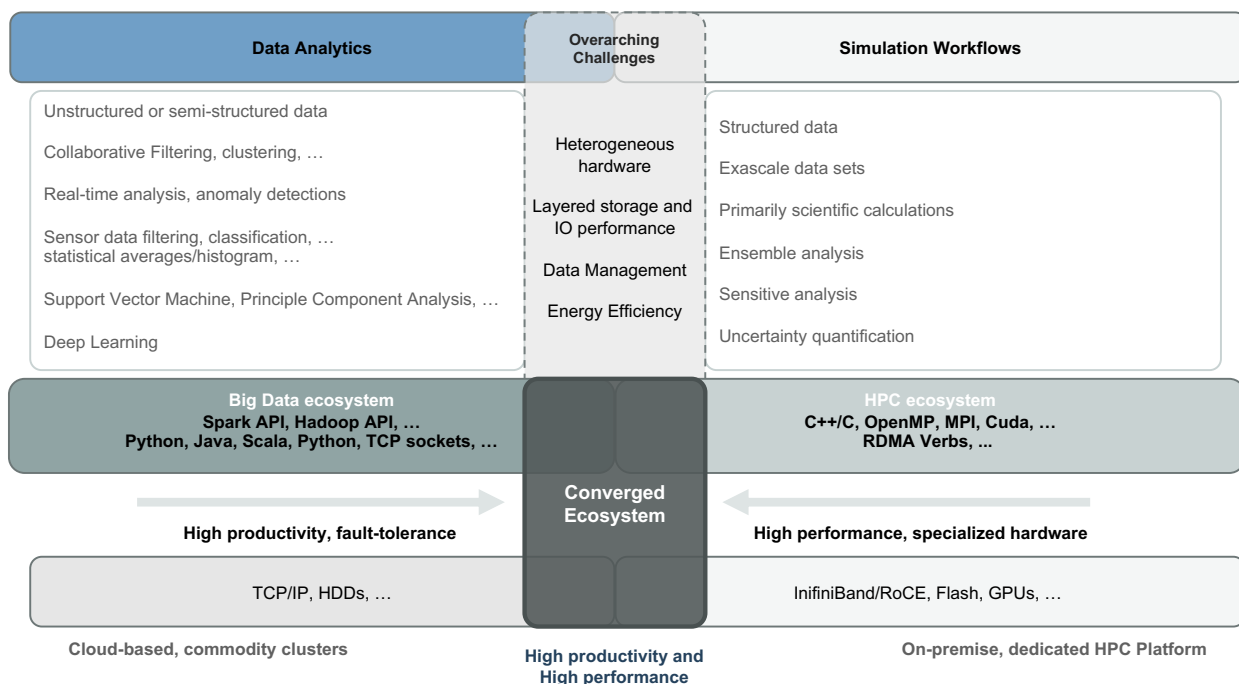 Data Analytics
Overarching
Challenges
Simulation Workflows
Unstructured or semi-structured data
Collaborative Filtering, clustering, …
Real-time analysis, anomaly detections
Sensor data filtering, classification, …
statistical averages/histogram, …
Support Vector Machine, Principle Component Analysis, …
Deep Learning
Heterogeneous
hardware
Layered storage and
IO performance
Data Management
Energy Efficiency
Structured data
Exascale data sets
Primarily scientific calculations
Ensemble analysis
Sensitive analysis
Uncertainty quantification
Big Data ecosystem
Spark API, Hadoop API, …
Python, Java, Scala, Python, TCP sockets, …
HPC ecosystem
C++/C, OpenMP, MPI, Cuda, …
RDMA Verbs, ...
Converged
Ecosystem
High productivity, fault-tolerance
High performance, specialized hardware
TCP/IP, HDDs, …
InifiniBand/RoCE, Flash, GPUs, …
Cloud-based, commodity clusters
High productivity and
High performance
On-premise, dedicated HPC Platform